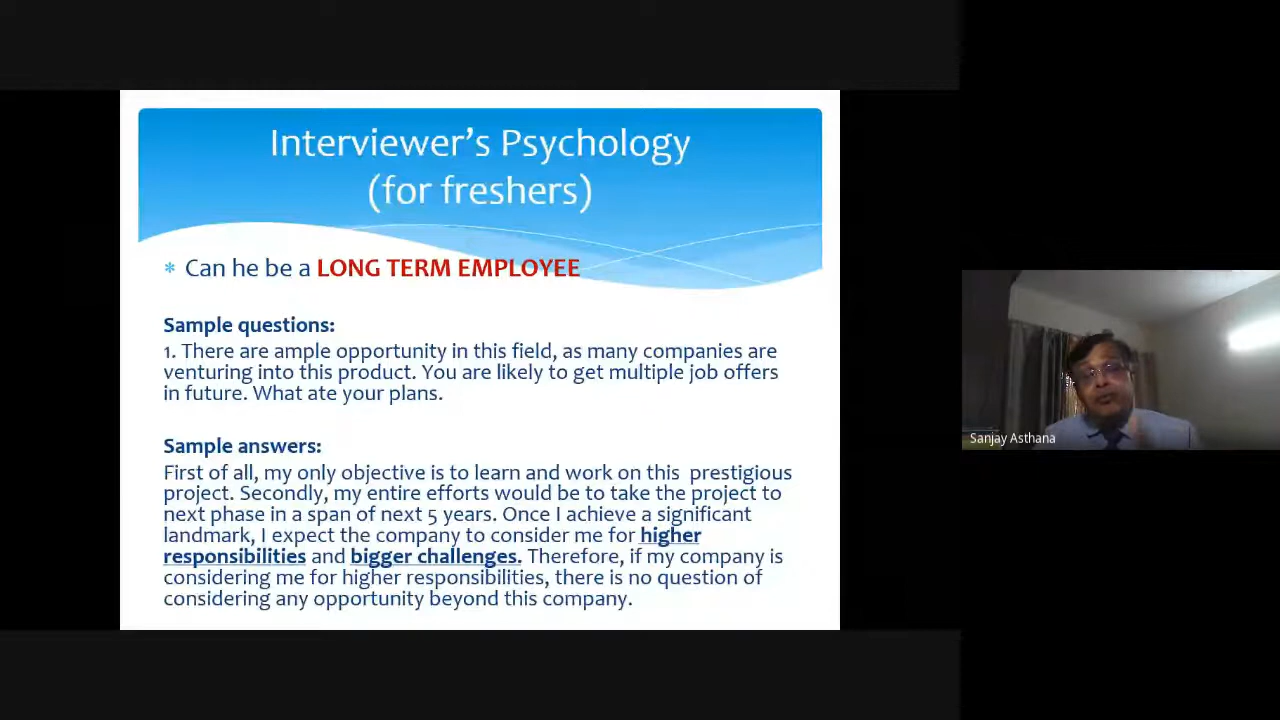 Interviewer’s Psychology
(for freshers)
* Can he be a LONG TERM EMPLOYEE
Sample questions:
1. There are ample opportunity in this field, as many companies are
venturing into this product. You are likely to get multiple job offers
in future. What ate your plans.
Sample answers:
First of all, my only objective is to learn and work on this prestigious
project. Secondly, my entire efforts would be to take the project to
next phase in a span of next 5 years. Once I achieve a significant
landmark, I expect the company to consider me for higher
responsibilities and bigger challenges. Therefore, if my company is
considering me for higher responsibilities, there is no question of
considering any opportunity beyond this company.
Sanjay Asthana